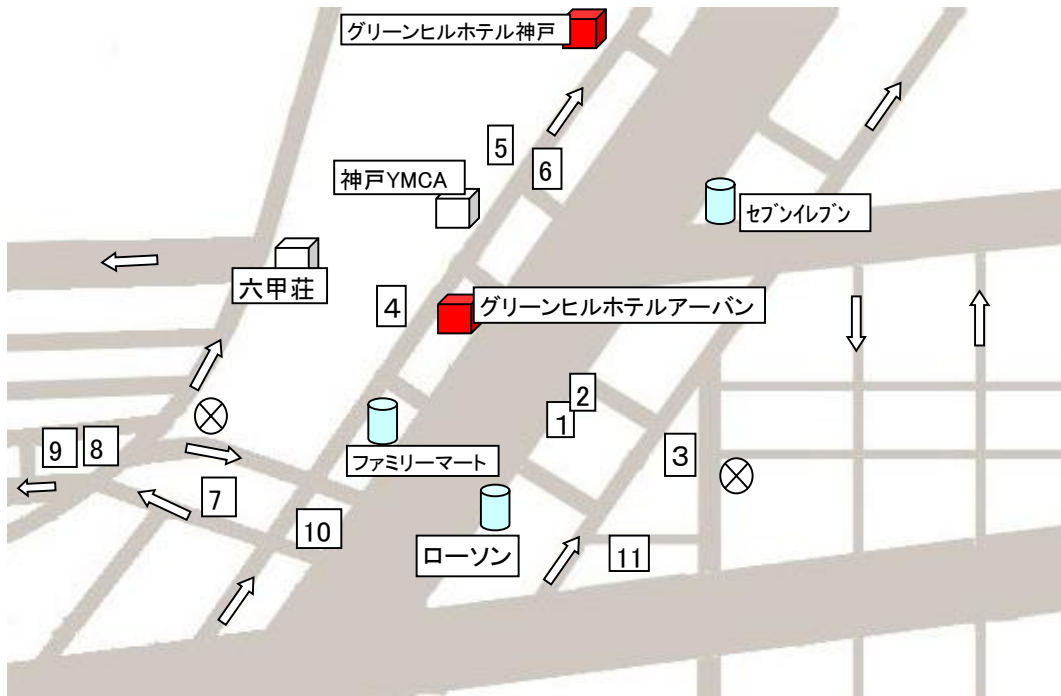 グリーンヒルホテル神戸
5
6
神戸YMCA
セブンイレブン
六甲荘
4
グリーンヒルホテルアーバン
2
1
9
8
ファミリーマート
3
7
10
ローソン
11